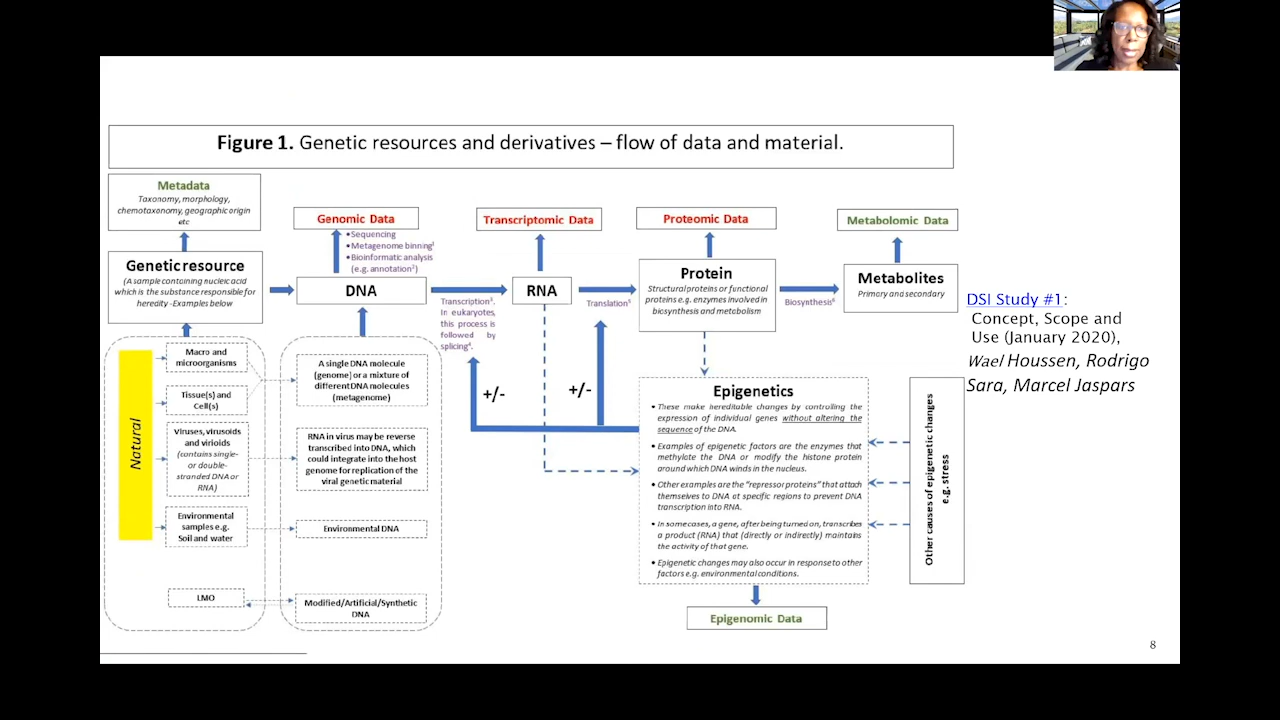 Figure 1. Genetic resources and derivatives – flow of data and material.
Metadata
Taxonomy, morphology,
chemotaxonomy, geographic origin
etc
Genomic Data
Transcriptomic Data
Proteomic Data
Metabolomic Data
•Sequencing
•Metagenome binning¹
•Bioinformatic analysis
(e.g. annotation²)
Genetic resource
(A sample containing nucleic acid
which is the substance responsible for
heredity -Examples below
DNA
RNA
Protein
Structural proteins or functional
proteins e.g. enzymes involved in
biosynthesis and metabolism
Metabolites
Primary and secondary
Transcription³.
In eukaryotes,
this process is
followed by
splicing⁴.
Translation⁵
Biosynthesis⁶
DSI Study #1:
Concept, Scope and
Use (January 2020),
Wael Houssen, Rodrigo
Sara, Marcel Jaspars
Natural
Macro and
microorganisms
Tissue(s) and
Cell(s)
Viruses, virusoids
and virioids
(contains single-
or double-
stranded DNA or
RNA)
Environmental
samples e.g.
Soil and water
LMO
A single DNA molecule
(genome) or a mixture of
different DNA molecules
(metagenome)
RNA in virus may be reverse
transcribed into DNA, which
could integrate into the host
genome for replication of the
viral genetic material
Environmental DNA
Modified/Artificial/Synthetic
DNA
+/-
+/-
Epigenetics
• These make hereditable changes by controlling the
expression of individual genes without altering the
sequence of the DNA.
• Examples of epigenetic factors are the enzymes that
methylate the DNA or modify the histone protein
around which DNA winds in the nucleus.
• Other examples are the "repressor proteins" that attach
themselves to DNA at specific regions to prevent DNA
transcription into RNA.
• In some cases, a gene, after being turned on, transcribes
a product (RNA) that (directly or indirectly) maintains
the activity of that gene.
• Epigenetic changes may also occur in response to other
factors e.g. environmental conditions.
Other causes of epigenetic changes
e.g. stress
Epigenomic Data
8